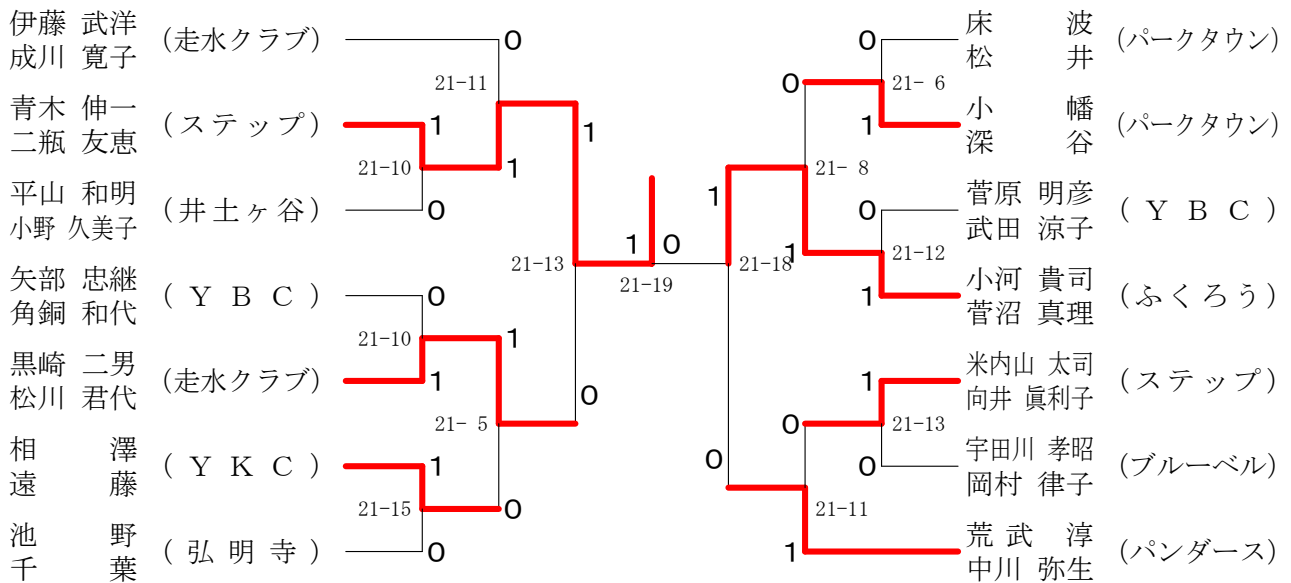 伊藤 武洋
成川 寛子
(走水クラブ)
0
21-11
青木 伸一
二瓶 友恵
(ステップ)
1
21-10
1
1
平山 和明
小野 久美子
(井土ヶ谷)
0
21-13
矢部 忠継
角銅 和代
(YBC)
0
21-10
1
黒崎 二男
松川 君代
(走水クラブ)
1
0
21- 5
相澤
遠藤
(YKC)
1
21-15
0
池野
千葉
(弘明寺)
0
1
0
21-19
床波
松井
(パークタウン)
0
0
21- 6
小幡
深谷
(パークタウン)
1
21- 8
1
菅原 明彦
武田 涼子
(YBC)
0
21-12
1
21-18
小河 貴司
菅沼 真理
(ふくろう)
1
米内山 太司
向井 眞利子
(ステップ)
1
0
21-13
宇田川 孝昭
岡村 律子
(ブルーベル)
0
0
21-11
荒武 淳
中川 弥生
(パンダース)
1